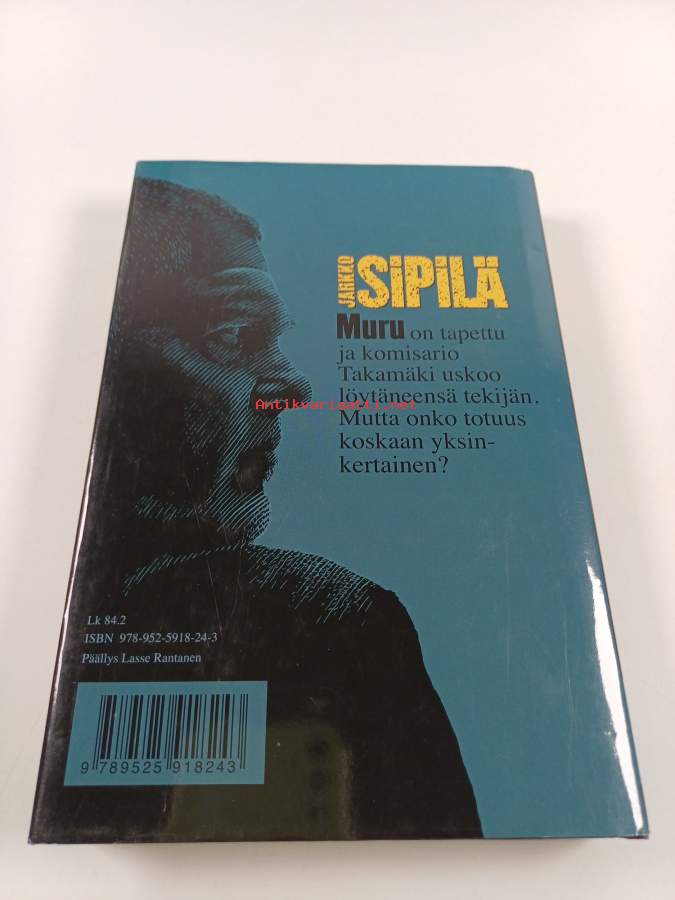 JARKKO
SiPiLÄ
Muru on tapettu
ja komisario
Takamäki uskoo
löytäneensä tekijän.
Antikvariaatti.net
Mutta onko totuus
koskaan yksin-
kertainen?
Lk 84.2
ISBN 978-952-5918-24-3
Päällys Lasse Rantanen
9 789525 918243